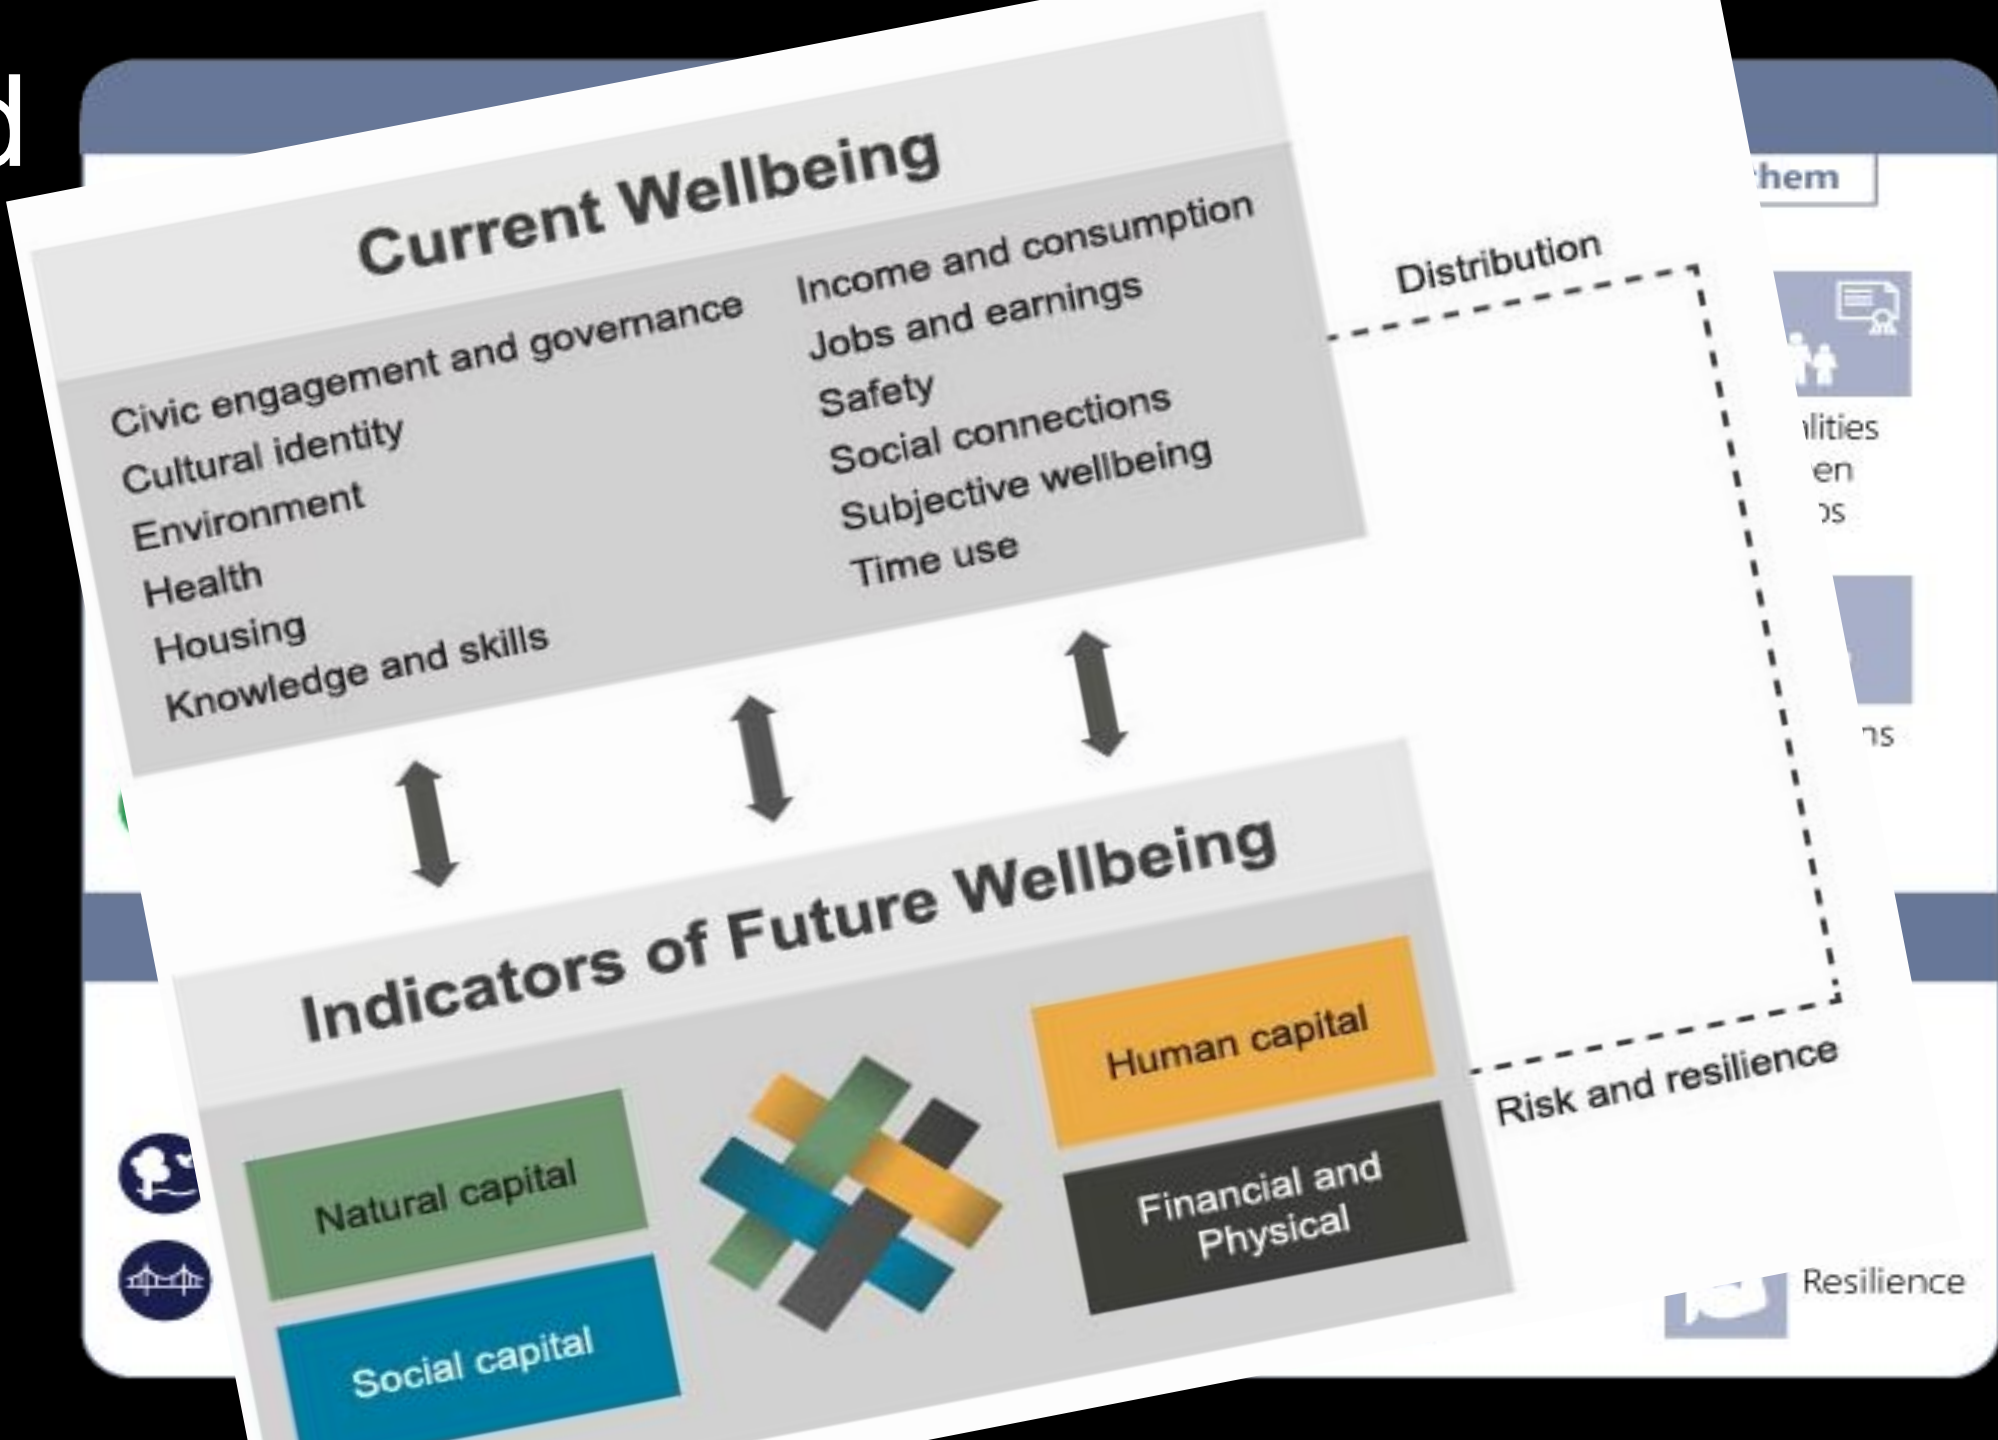 d
Current Wellbeing
Civic engagement and governance
Cultural identity
Environment
Health
Housing
Knowledge and skills
Income and consumption
Jobs and earnings
Safety
Social connections
Subjective wellbeing
Time use
Distribution
Indicators of Future Wellbeing
Natural capital
Social capital
Human capital
Financial and
Physical
Risk and resilience
Resilience